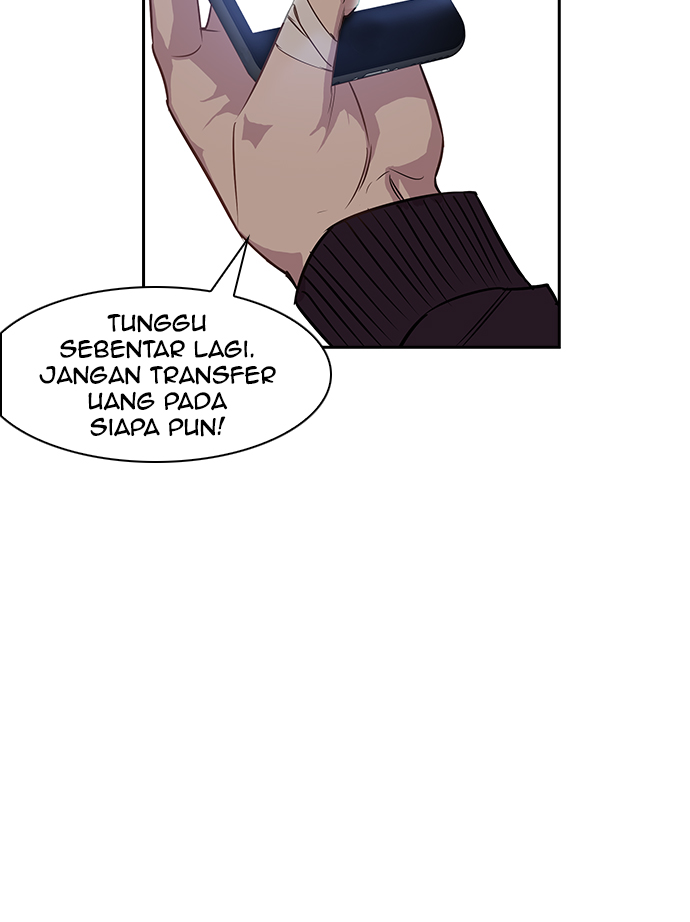 TUNGGU
SEBENTAR LAGI.
JANGAN TRANSFER
UANG PADA
SIAPA PUN!